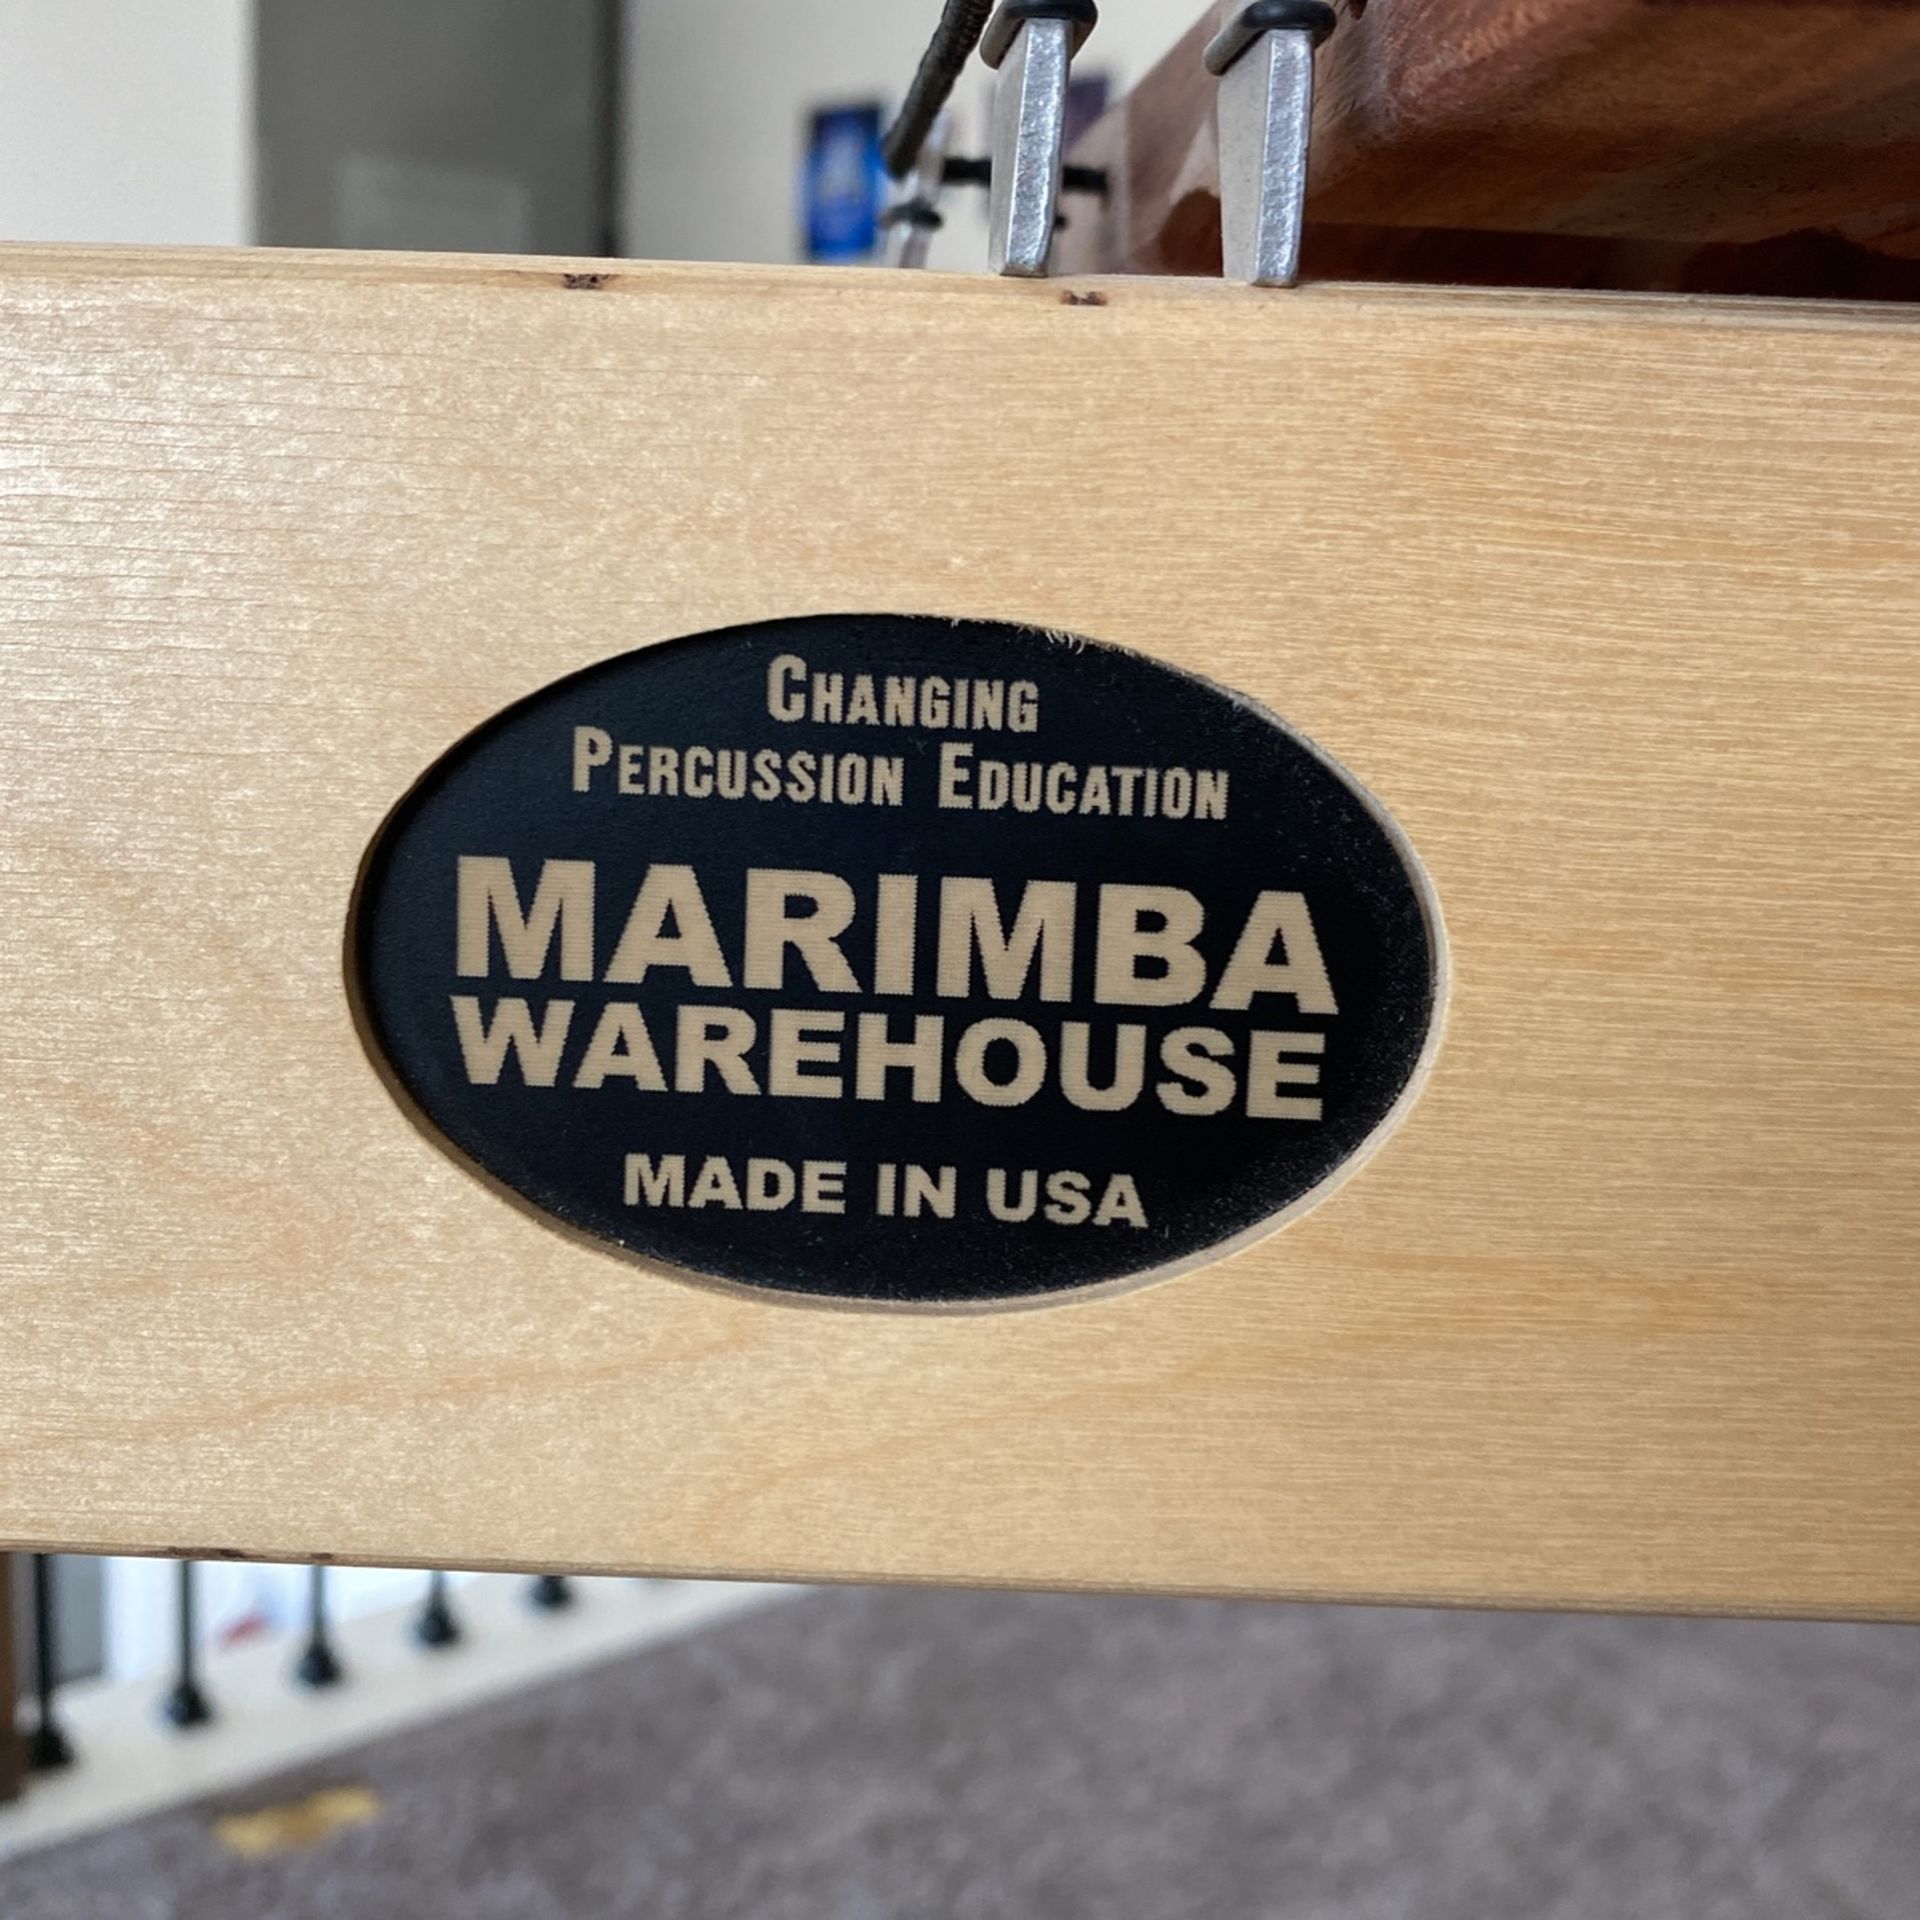 CHANGING
PERCUSSION EDUCATION
MARIMBA
WAREHOUSE
MADE IN USA